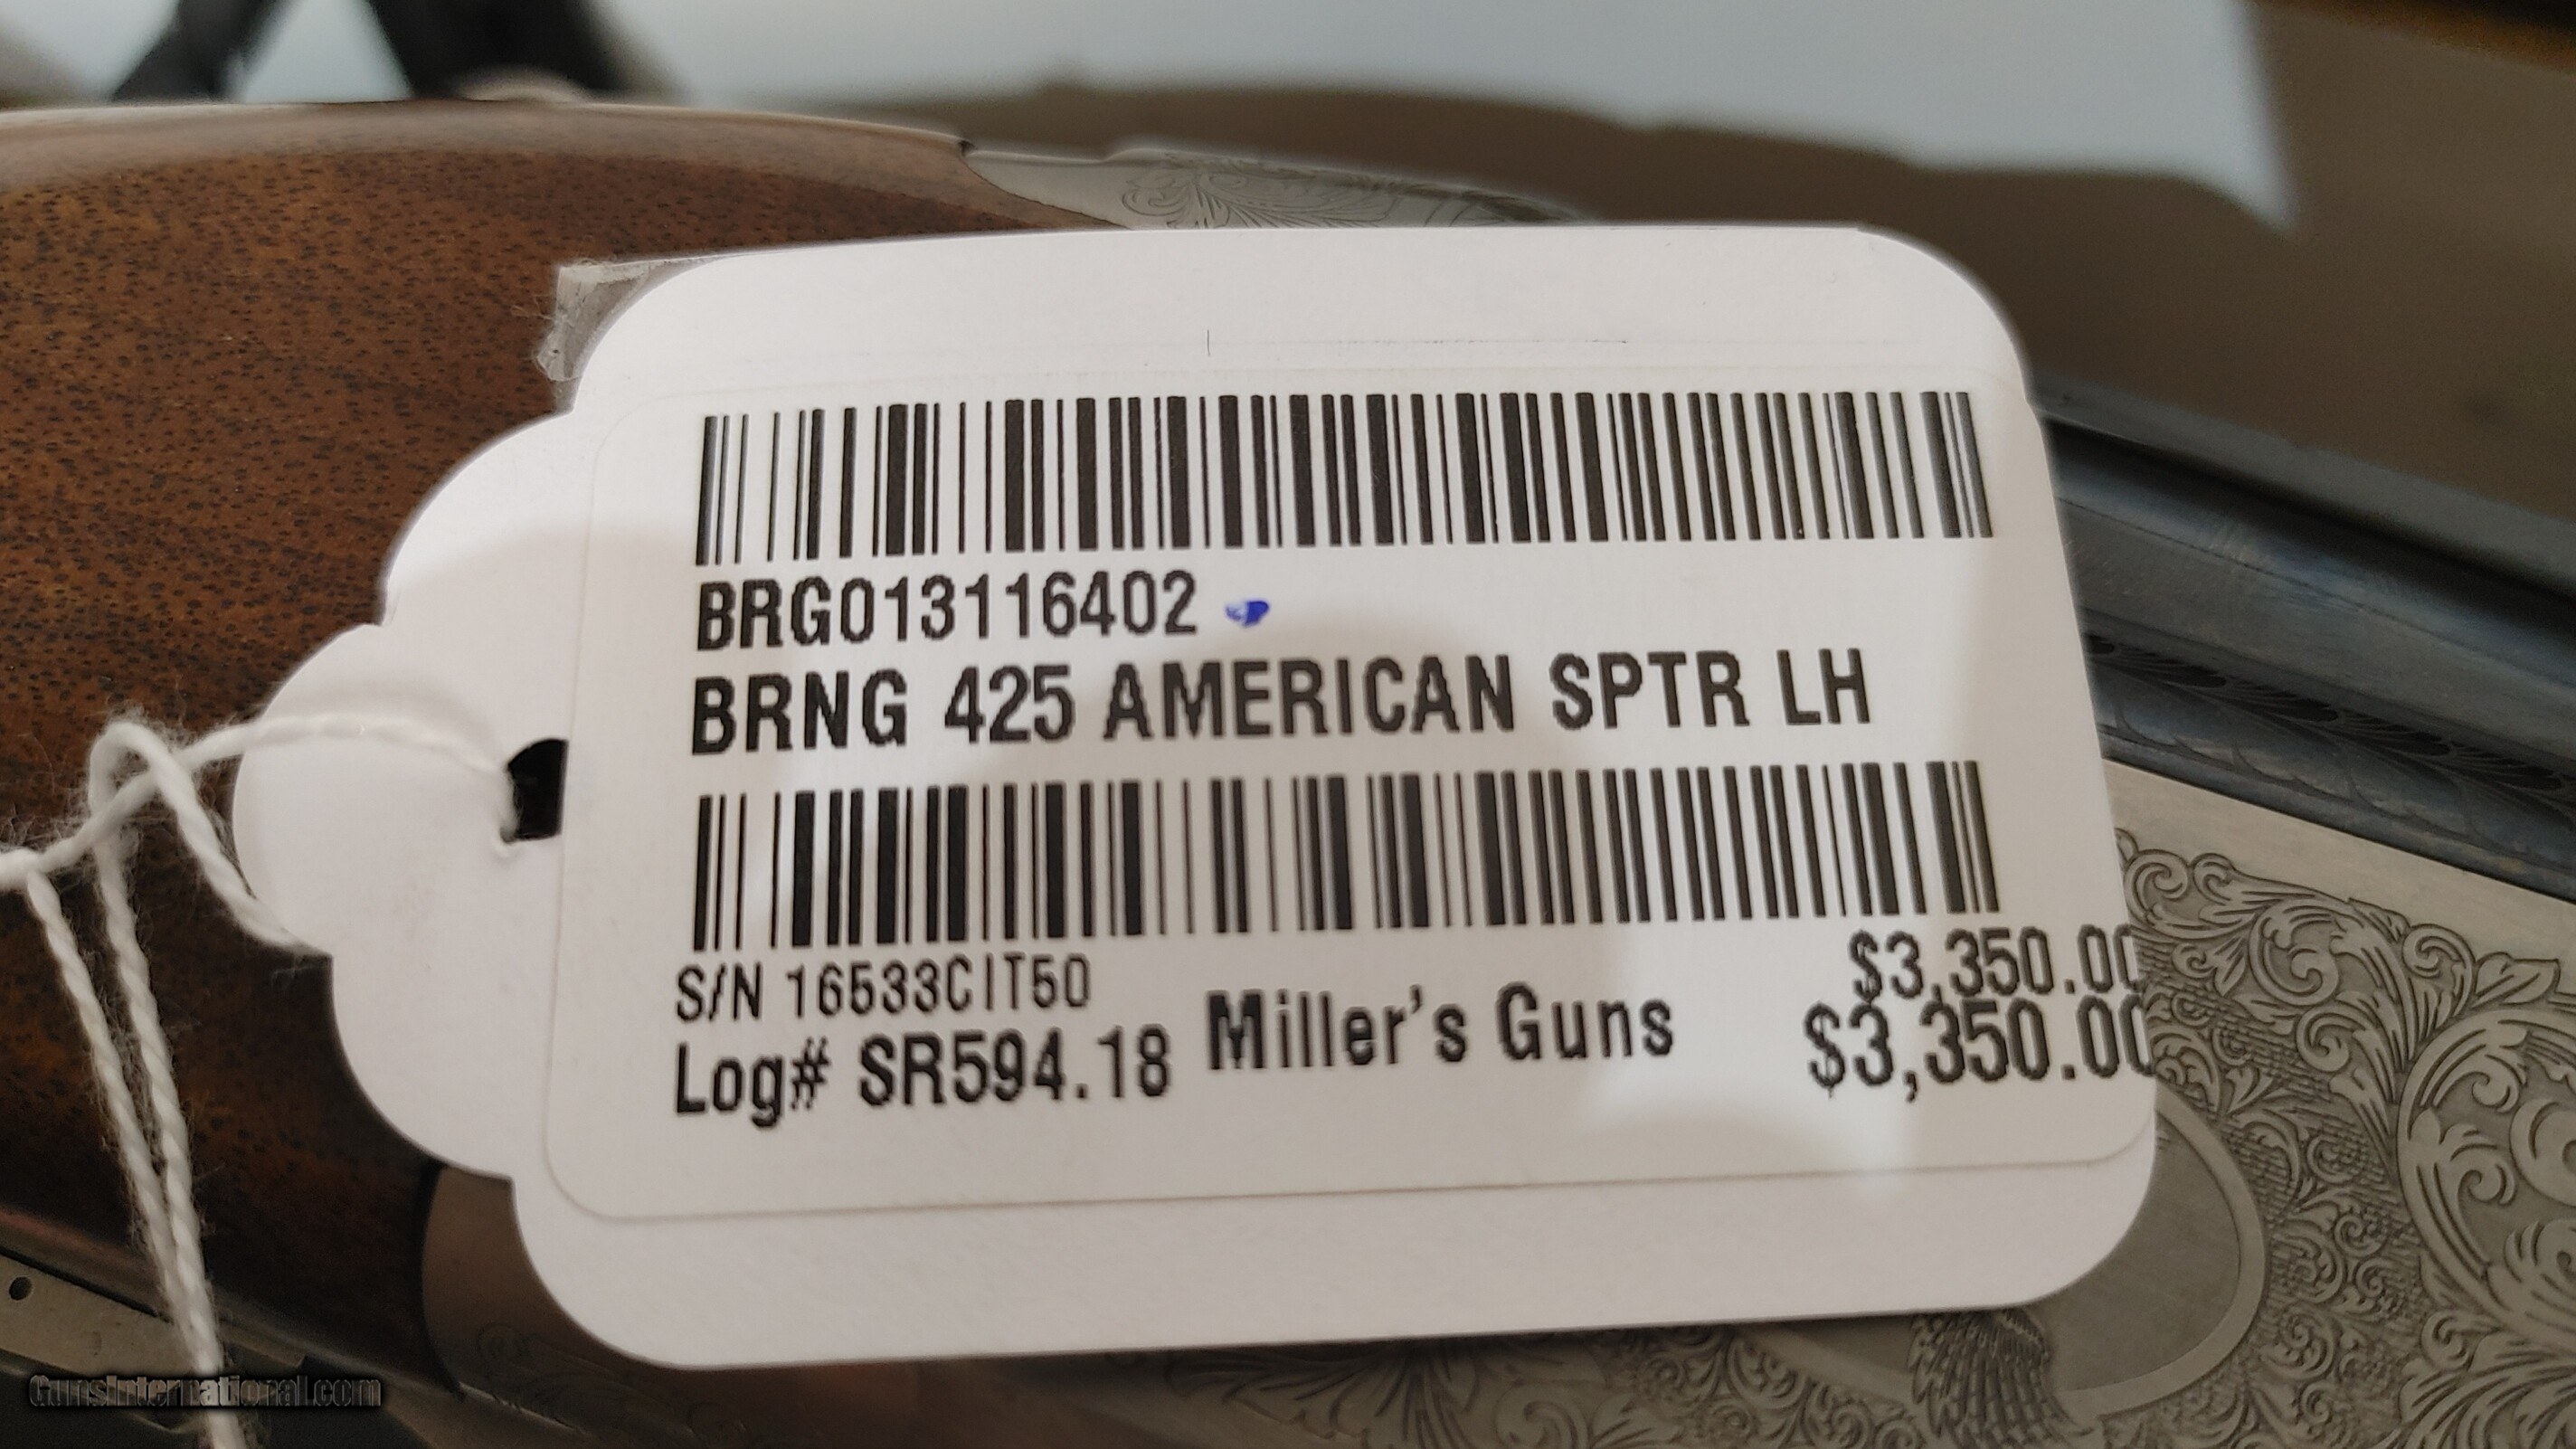 BRG013116402
BRNG 425 AMERICAN SPTR LH
$3,350.00
S/N 16533CIT50
Miller's Guns
$3,350.00
Log# SR594.18
GunsInternational.com